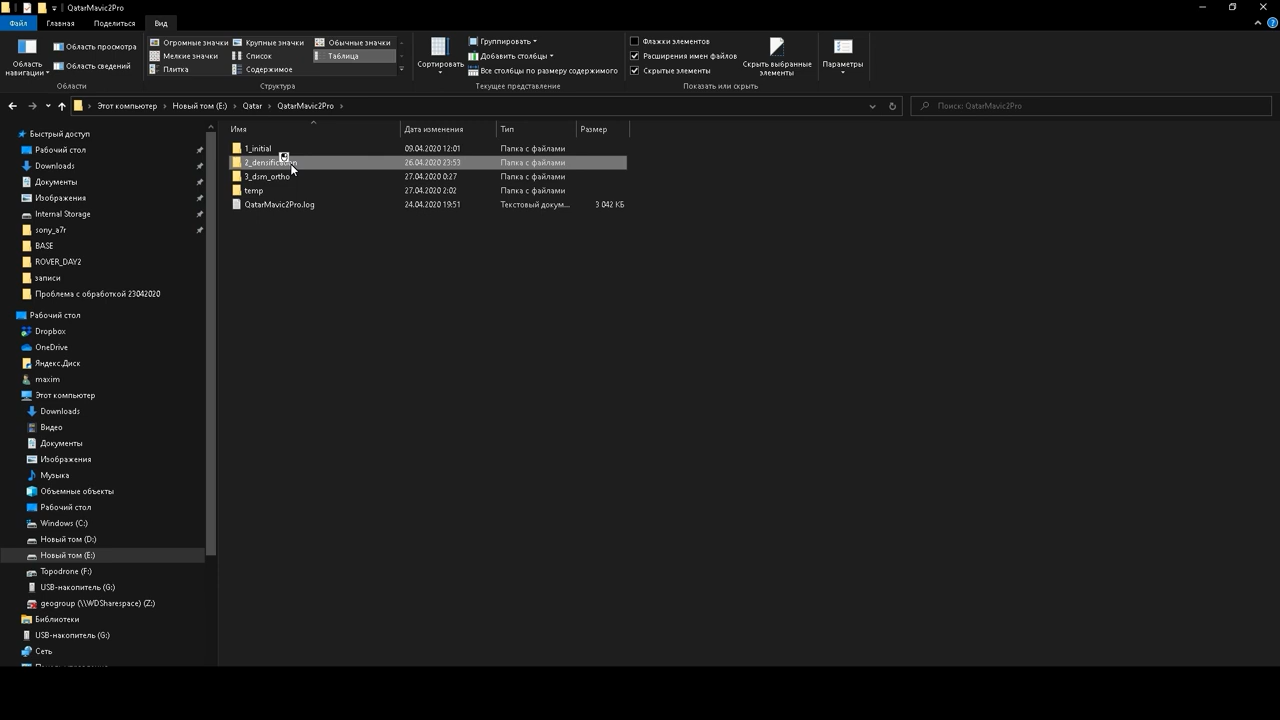 QatarMavic2Pro
Файл Главная Поделиться Вид
Область навигации
Область просмотра
Область сведений
Области
Огромные значки Крупные значки Обычные значки
Мелкие значки Список Таблица
Плитка Содержимое
Структура
Сортировать
Группировать
Добавить столбцы
Все столбцы по размеру содержимого
Текущее представление
Флажки элементов
Расширения имен файлов
Скрытые элементы
Скрыть выбранные элементы
Показать или скрыть
Параметры
Этот компьютер > Новый том (E:) > Qatar > QatarMavic2Pro >
Поиск: QatarMavic2Pro
Имя Дата изменения Тип Размер
1_initial 09.04.2020 12:01 Папка с файлами
2_densification 26.04.2020 23:53 Папка с файлами
3_dsm_ortho 27.04.2020 0:27 Папка с файлами
temp 27.04.2020 2:02 Папка с файлами
QatarMavic2Pro.log 24.04.2020 19:51 Текстовый докум... 3 042 КБ
Быстрый доступ
Рабочий стол
Downloads
Документы
Изображения
Internal Storage
sony_a7r
BASE
ROVER_DAY2
записи
Проблема с обработкой 23042020
Рабочий стол
Dropbox
OneDrive
Яндекс.Диск
maxim
Этот компьютер
Downloads
Видео
Документы
Изображения
Музыка
Объемные объекты
Рабочий стол
Windows (C:)
Новый том (D:)
Новый том (E:)
Topodrone (F:)
USB-накопитель (G:)
geogroup (\\WDSharespace) (Z:)
Библиотеки
USB-накопитель (G:)
Сеть